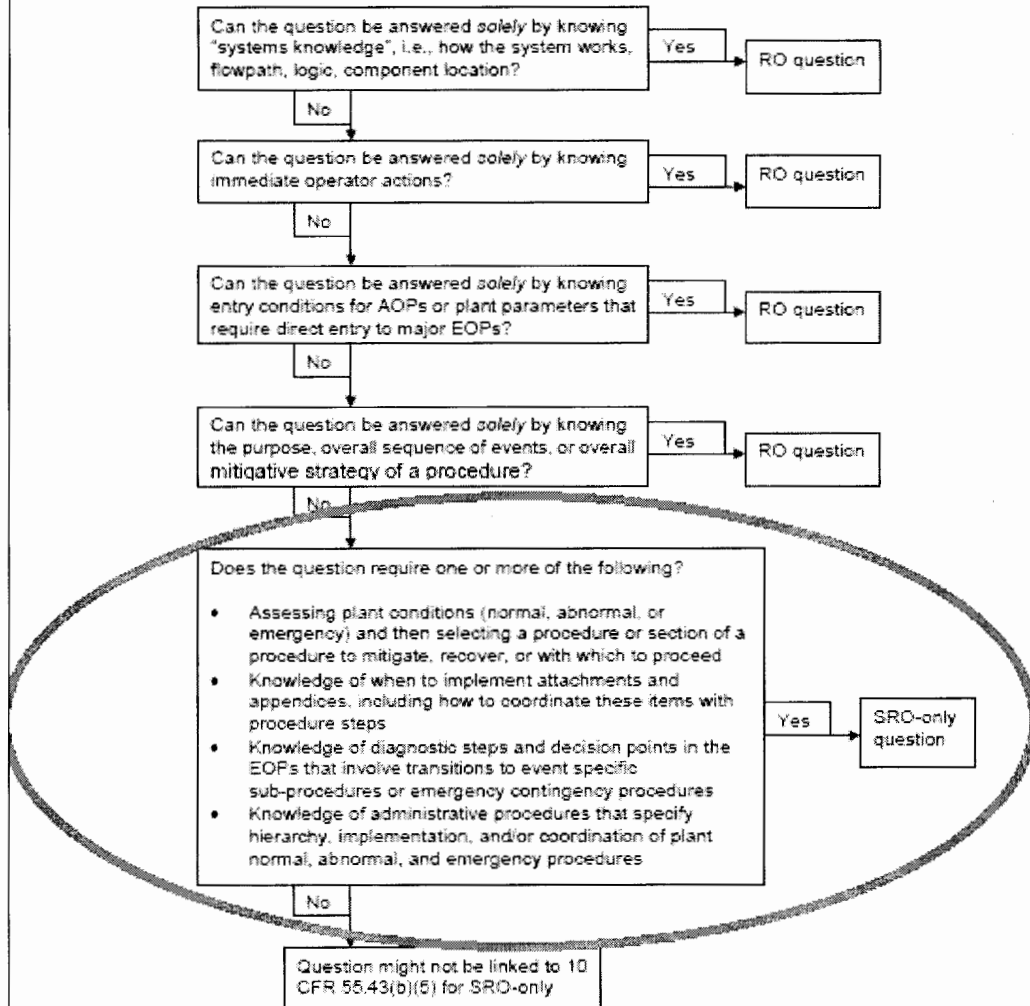 Can the question be answered solely by knowing
"systems knowledge", i.e., how the system works,
flowpath, logic, component location?
Yes
RO question
No
Can the question be answered solely by knowing
immediate operator actions?
Yes
RO question
No
Can the question be answered solely by knowing
entry conditions for AOPs or plant parameters that
require direct entry to major EOPs?
Yes
RO question
No
Can the question be answered solely by knowing
the purpose, overall sequence of events, or overall
mitigative strategy of a procedure?
Yes
RO question
No
Does the question require one or more of the following?
• Assessing plant conditions (normal, abnormal, or
emergency) and then selecting a procedure or section of a
procedure to mitigate, recover, or with which to proceed
• Knowledge of when to implement attachments and
appendices, including how to coordinate these items with
procedure steps
• Knowledge of diagnostic steps and decision points in the
EOPs that involve transitions to event specific
sub-procedures or emergency contingency procedures
• Knowledge of administrative procedures that specify
hierarchy, implementation, and/or coordination of plant
normal, abnormal, and emergency procedures
Yes
SRO-only
question
No
Question might not be linked to 10
CFR 55.43(b)(5) for SRO-only